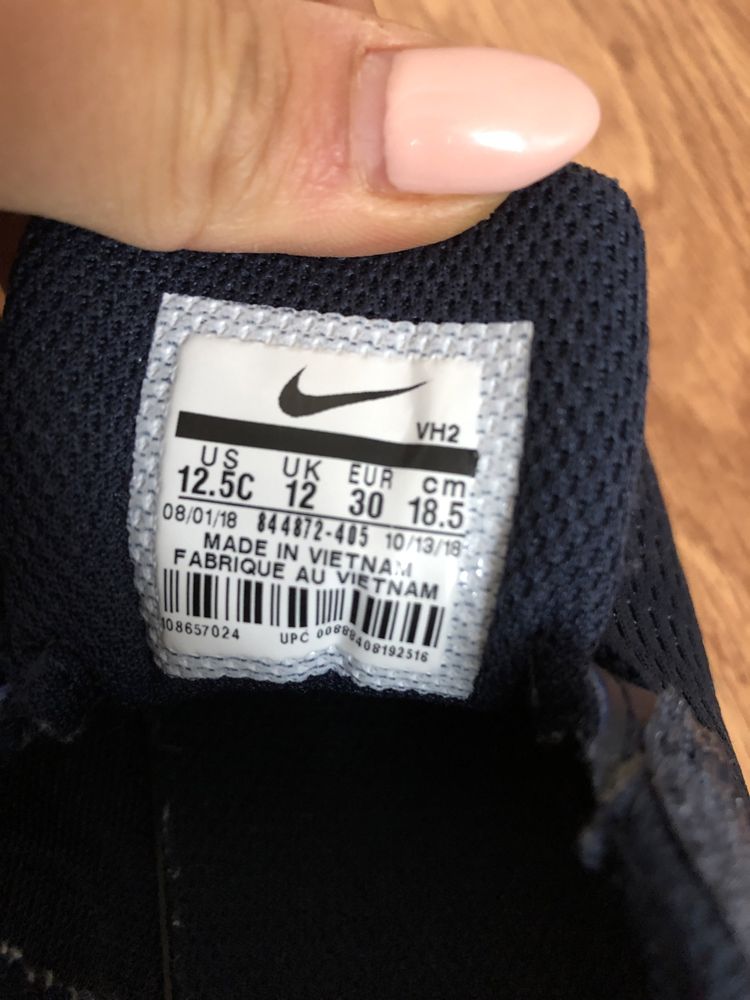 VH2
US UK EUR cm
12.5C 12 30 18.5
08/01/18 844872-405 10/13/18
MADE IN VIETNAM
FABRIQUE AU VIETNAM
108657024 UPC 00888408192516